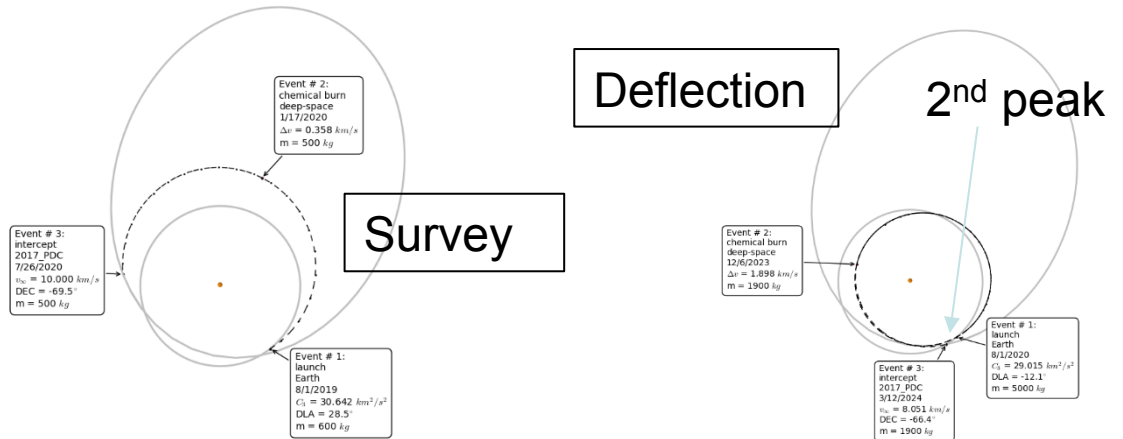 Event # 2:
chemical burn
deep-space
1/17/2020
Δv = 0.358 km/s
m = 500 kg
Survey
Event # 3:
intercept
2017_PDC
7/26/2020
v∞ = 10.000 km/s
DEC = -69.5°
m = 500 kg
Event # 1:
launch
Earth
8/1/2019
C₃ = 30.642 km²/s²
DLA = 28.5°
m = 600 kg
Deflection
2nd peak
Event # 2:
chemical burn
deep-space
12/6/2023
Δv = 1.898 km/s
m = 1900 kg
Event # 1:
launch
Earth
8/1/2020
C₃ = 29.015 km²/s²
DLA = -12.1°
m = 5000 kg
Event # 3:
intercept
2017_PDC
3/12/2024
v∞ = 8.051 km/s
DEC = -66.4°
m = 1900 kg